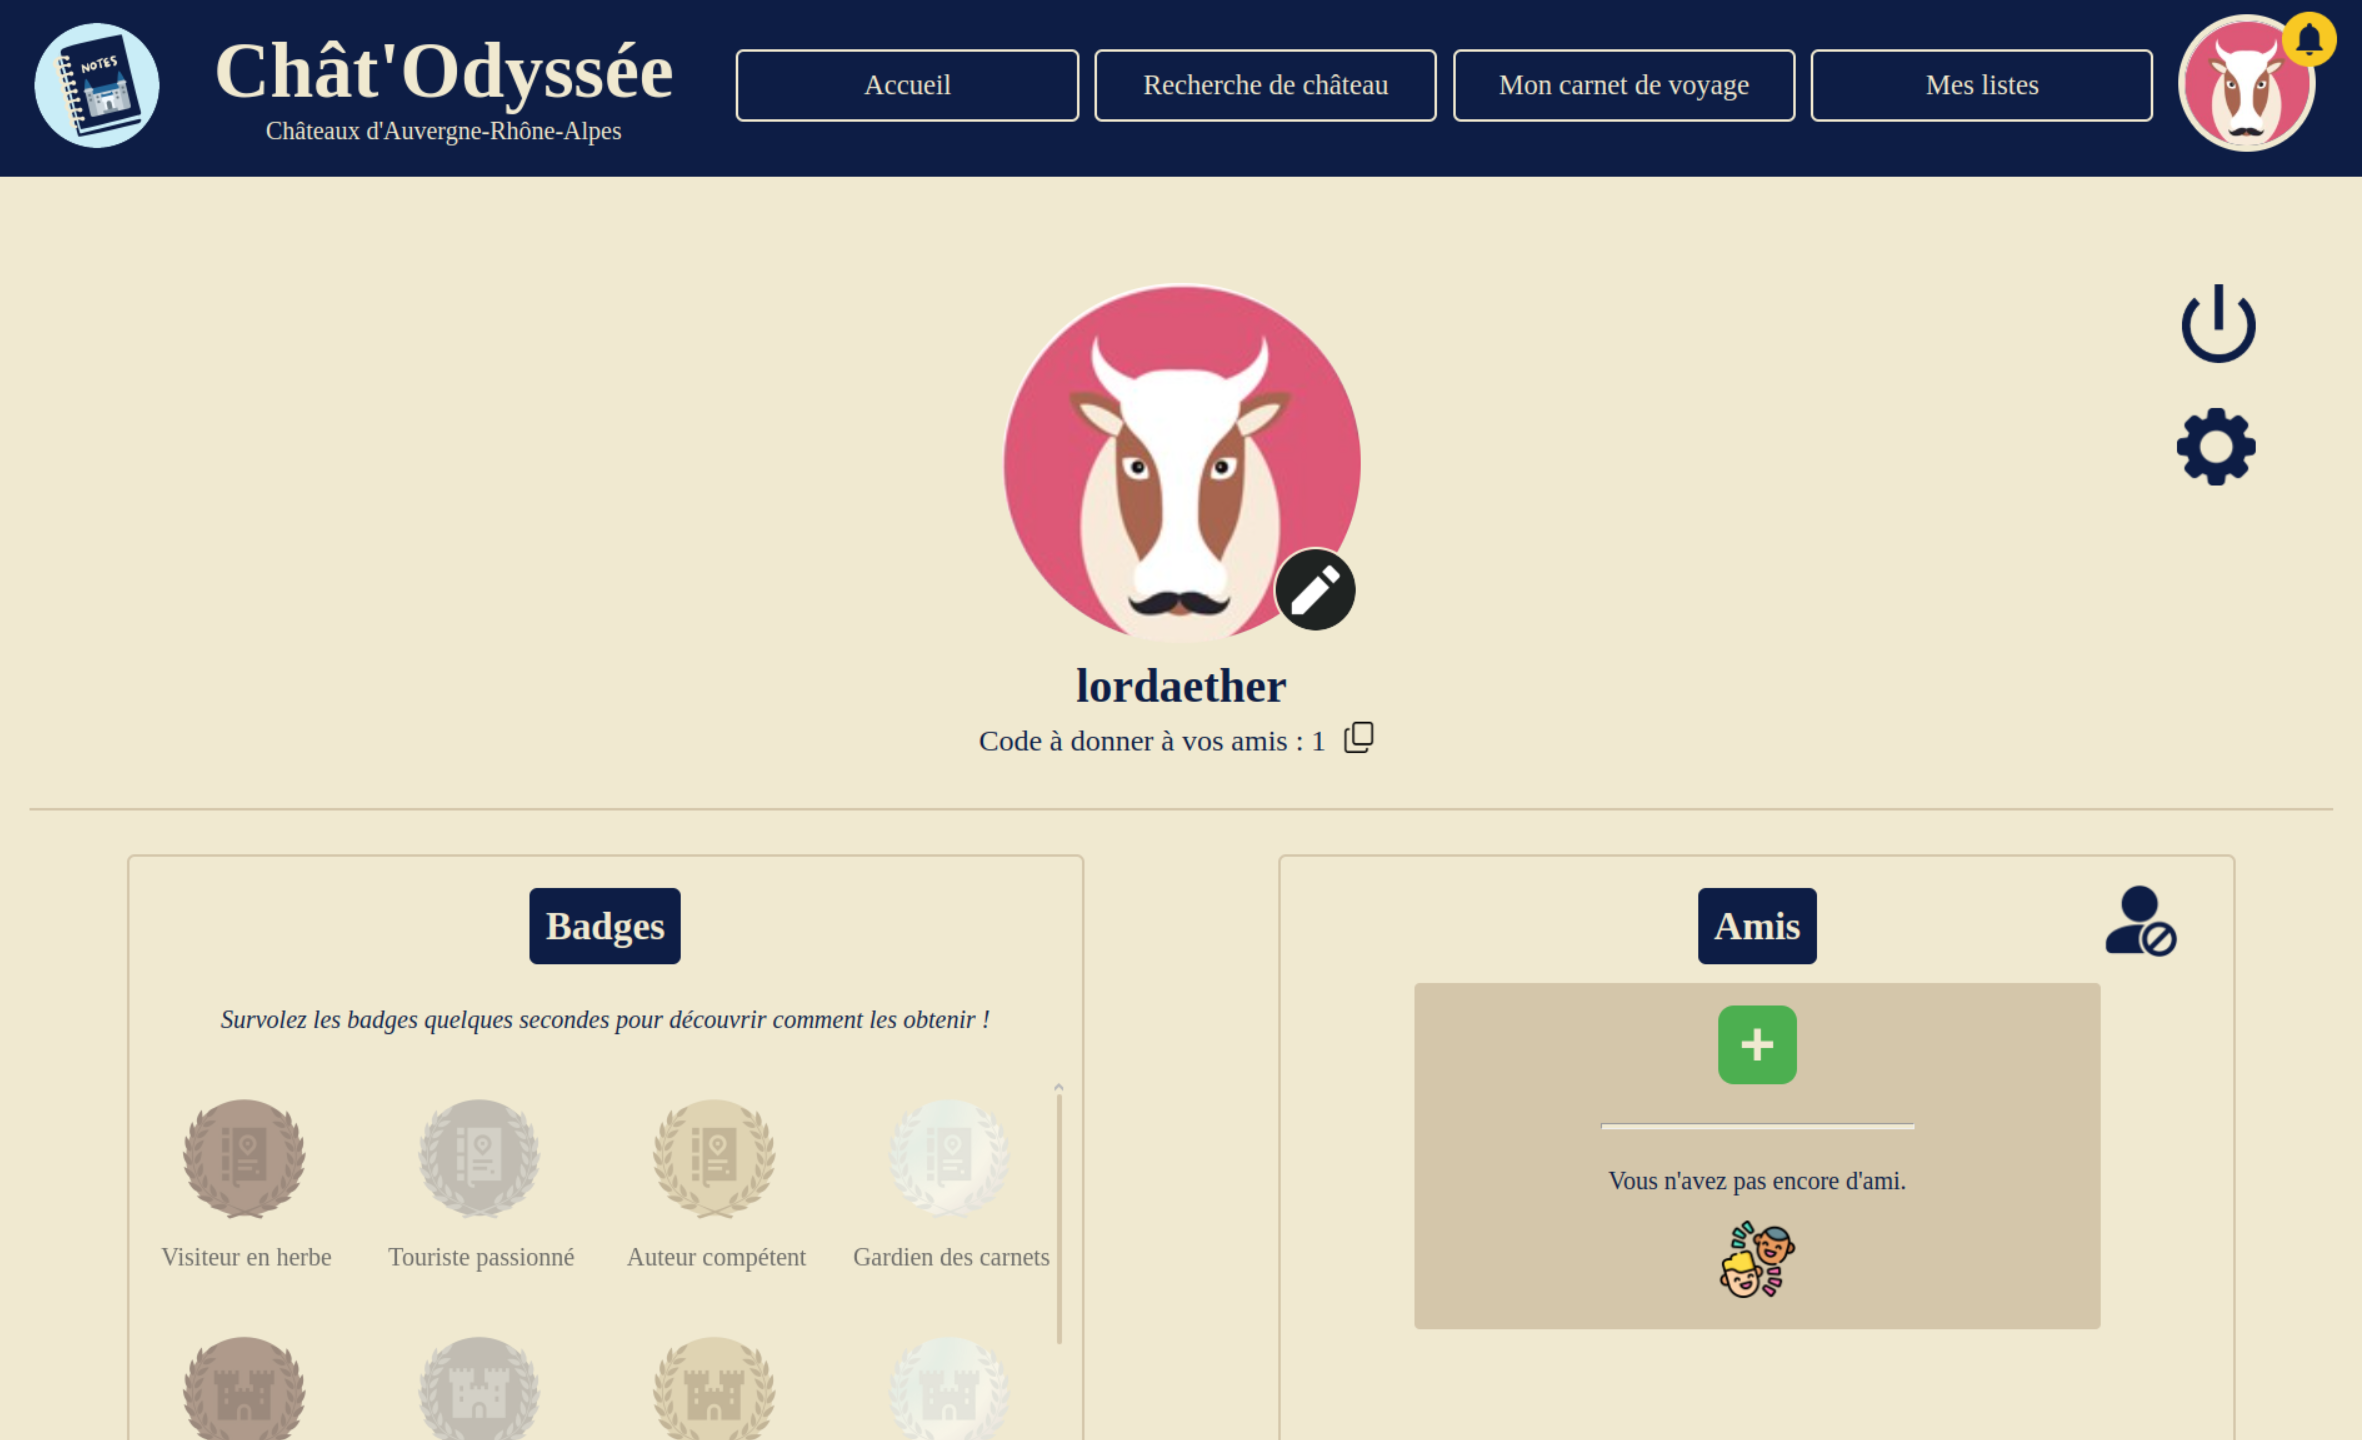 NOTES
Chât'Odyssée
Châteaux d'Auvergne-Rhône-Alpes
Accueil
Recherche de château
Mon carnet de voyage
Mes listes
lordaether
Code à donner à vos amis : 1
Badges
Survolez les badges quelques secondes pour découvrir comment les obtenir !
Visiteur en herbe
Touriste passionné
Auteur compétent
Gardien des carnets
Amis
+
Vous n'avez pas encore d'ami.